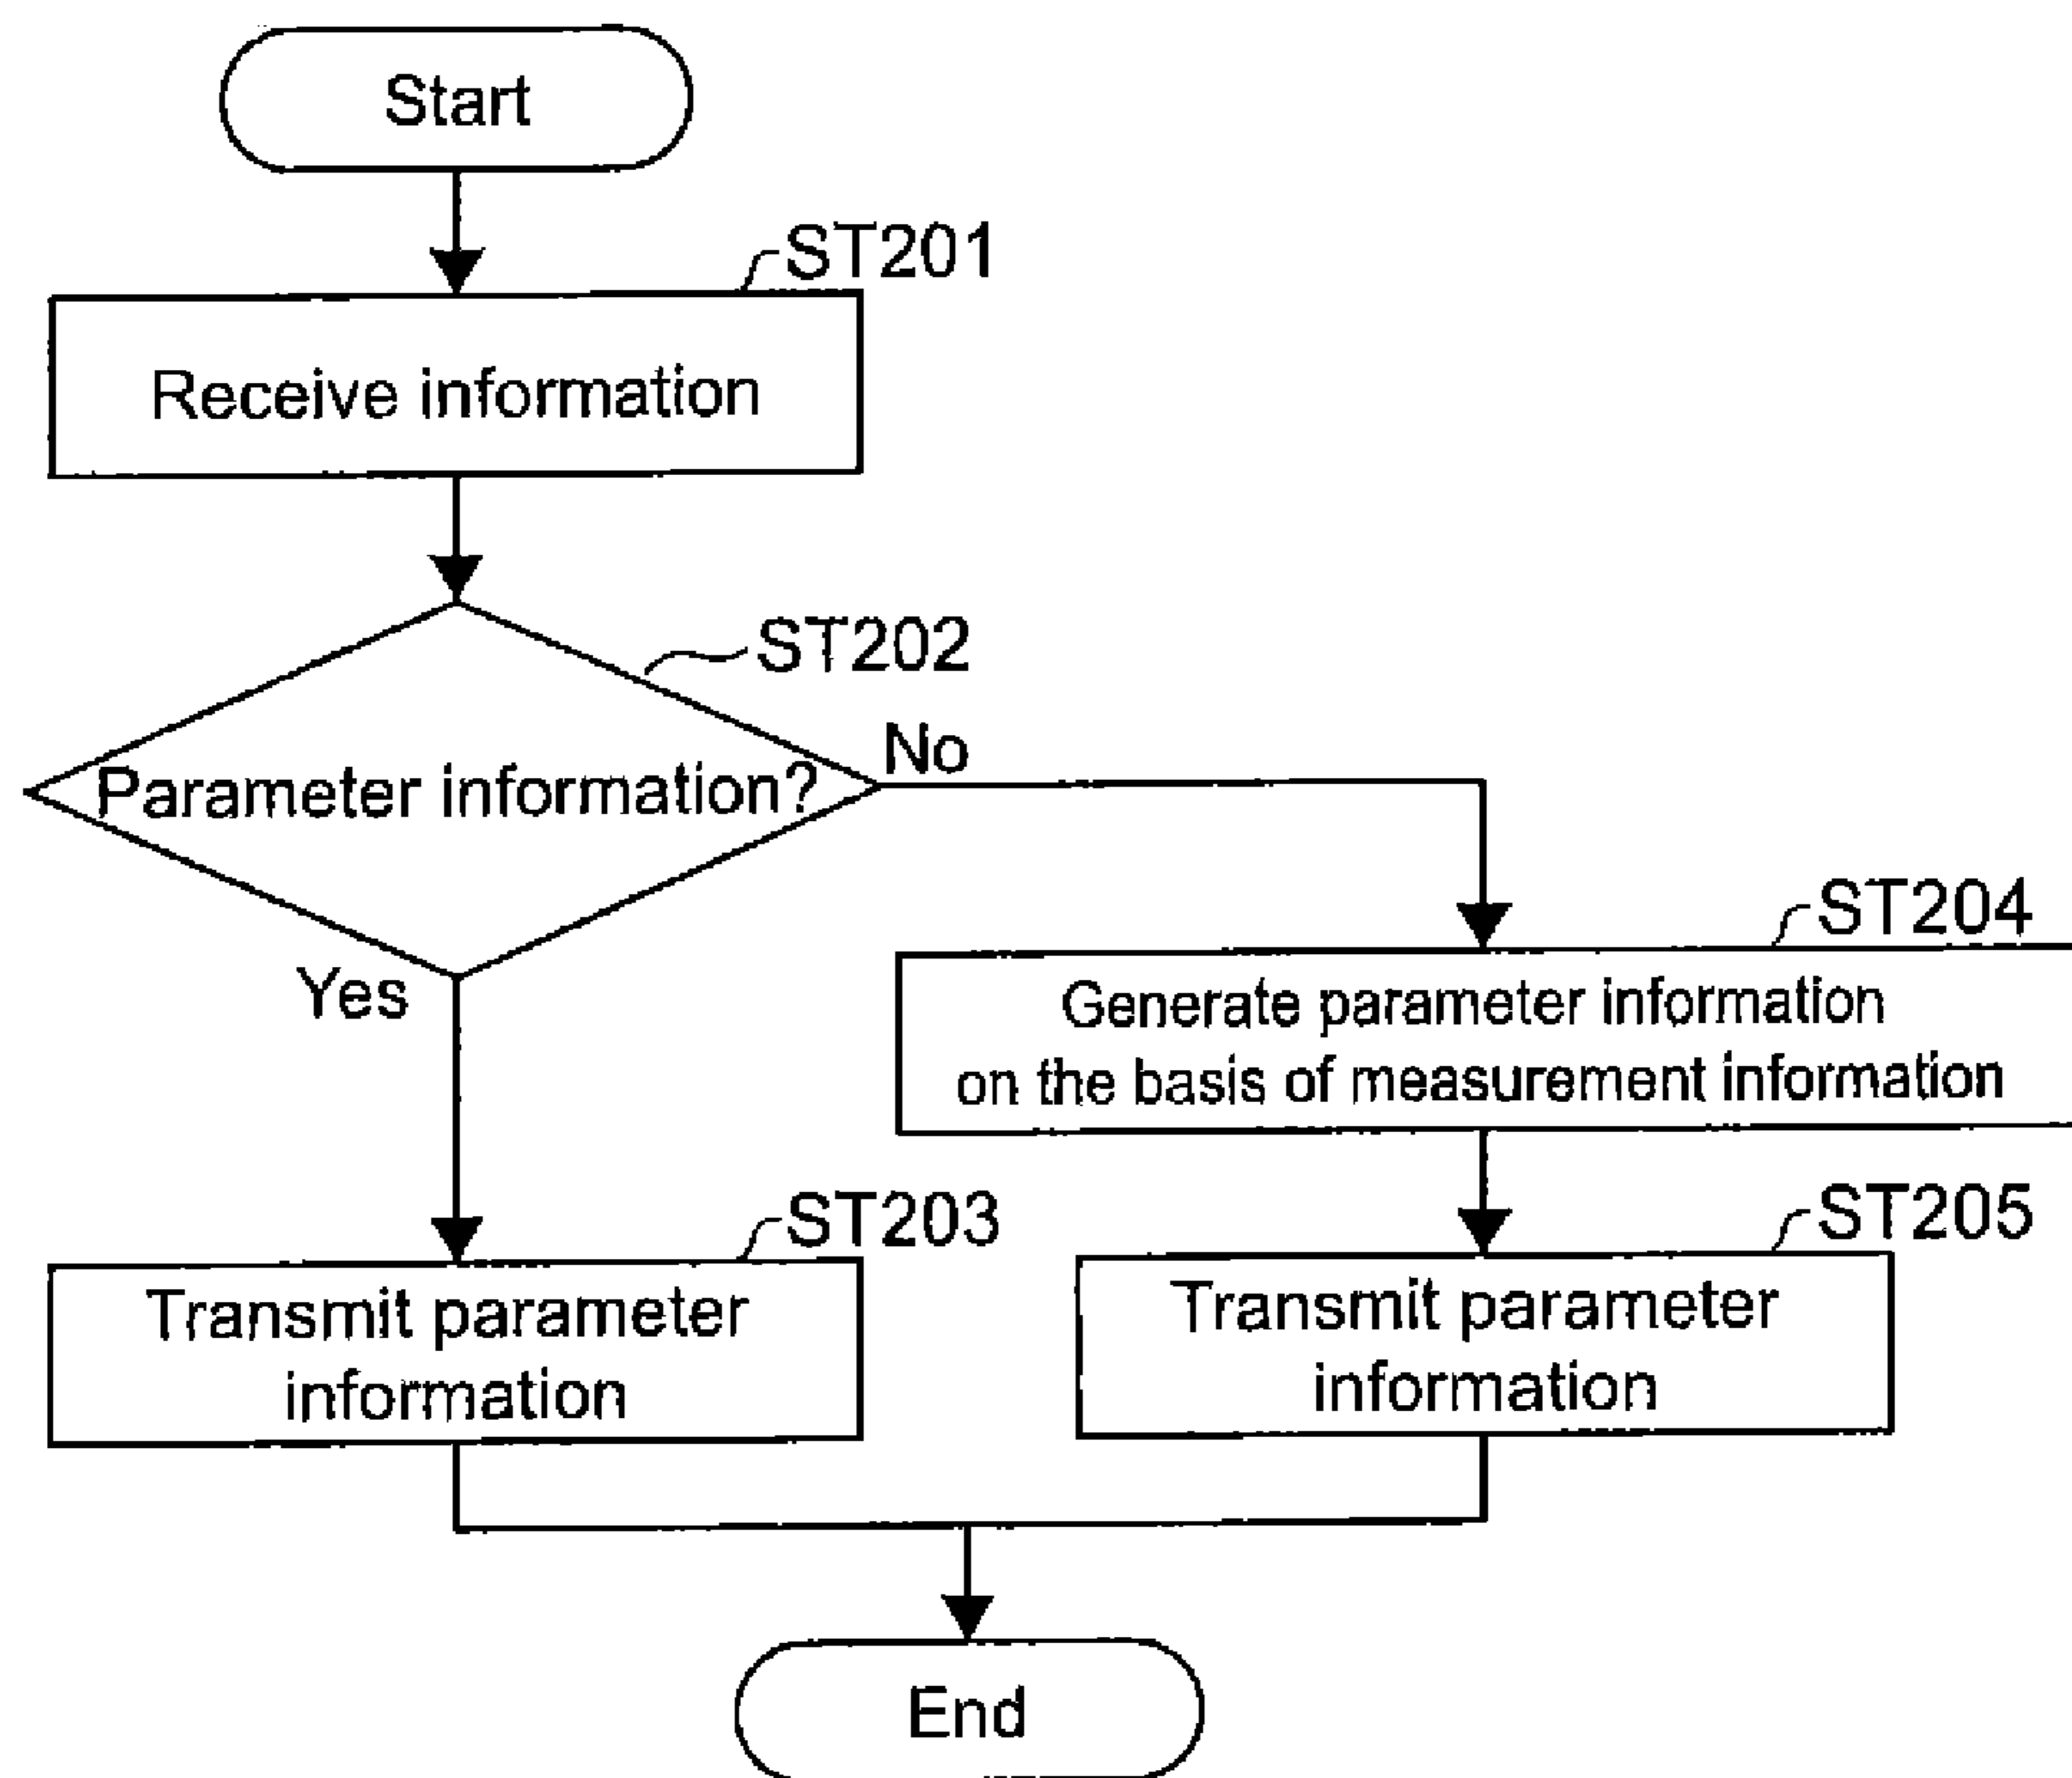 Start
ST201
Receive information
ST202
Parameter information?
No
Yes
ST204
Generate parameter information
on the basis of measurement information
ST203
Transmit parameter
information
ST205
Transmit parameter
information
End